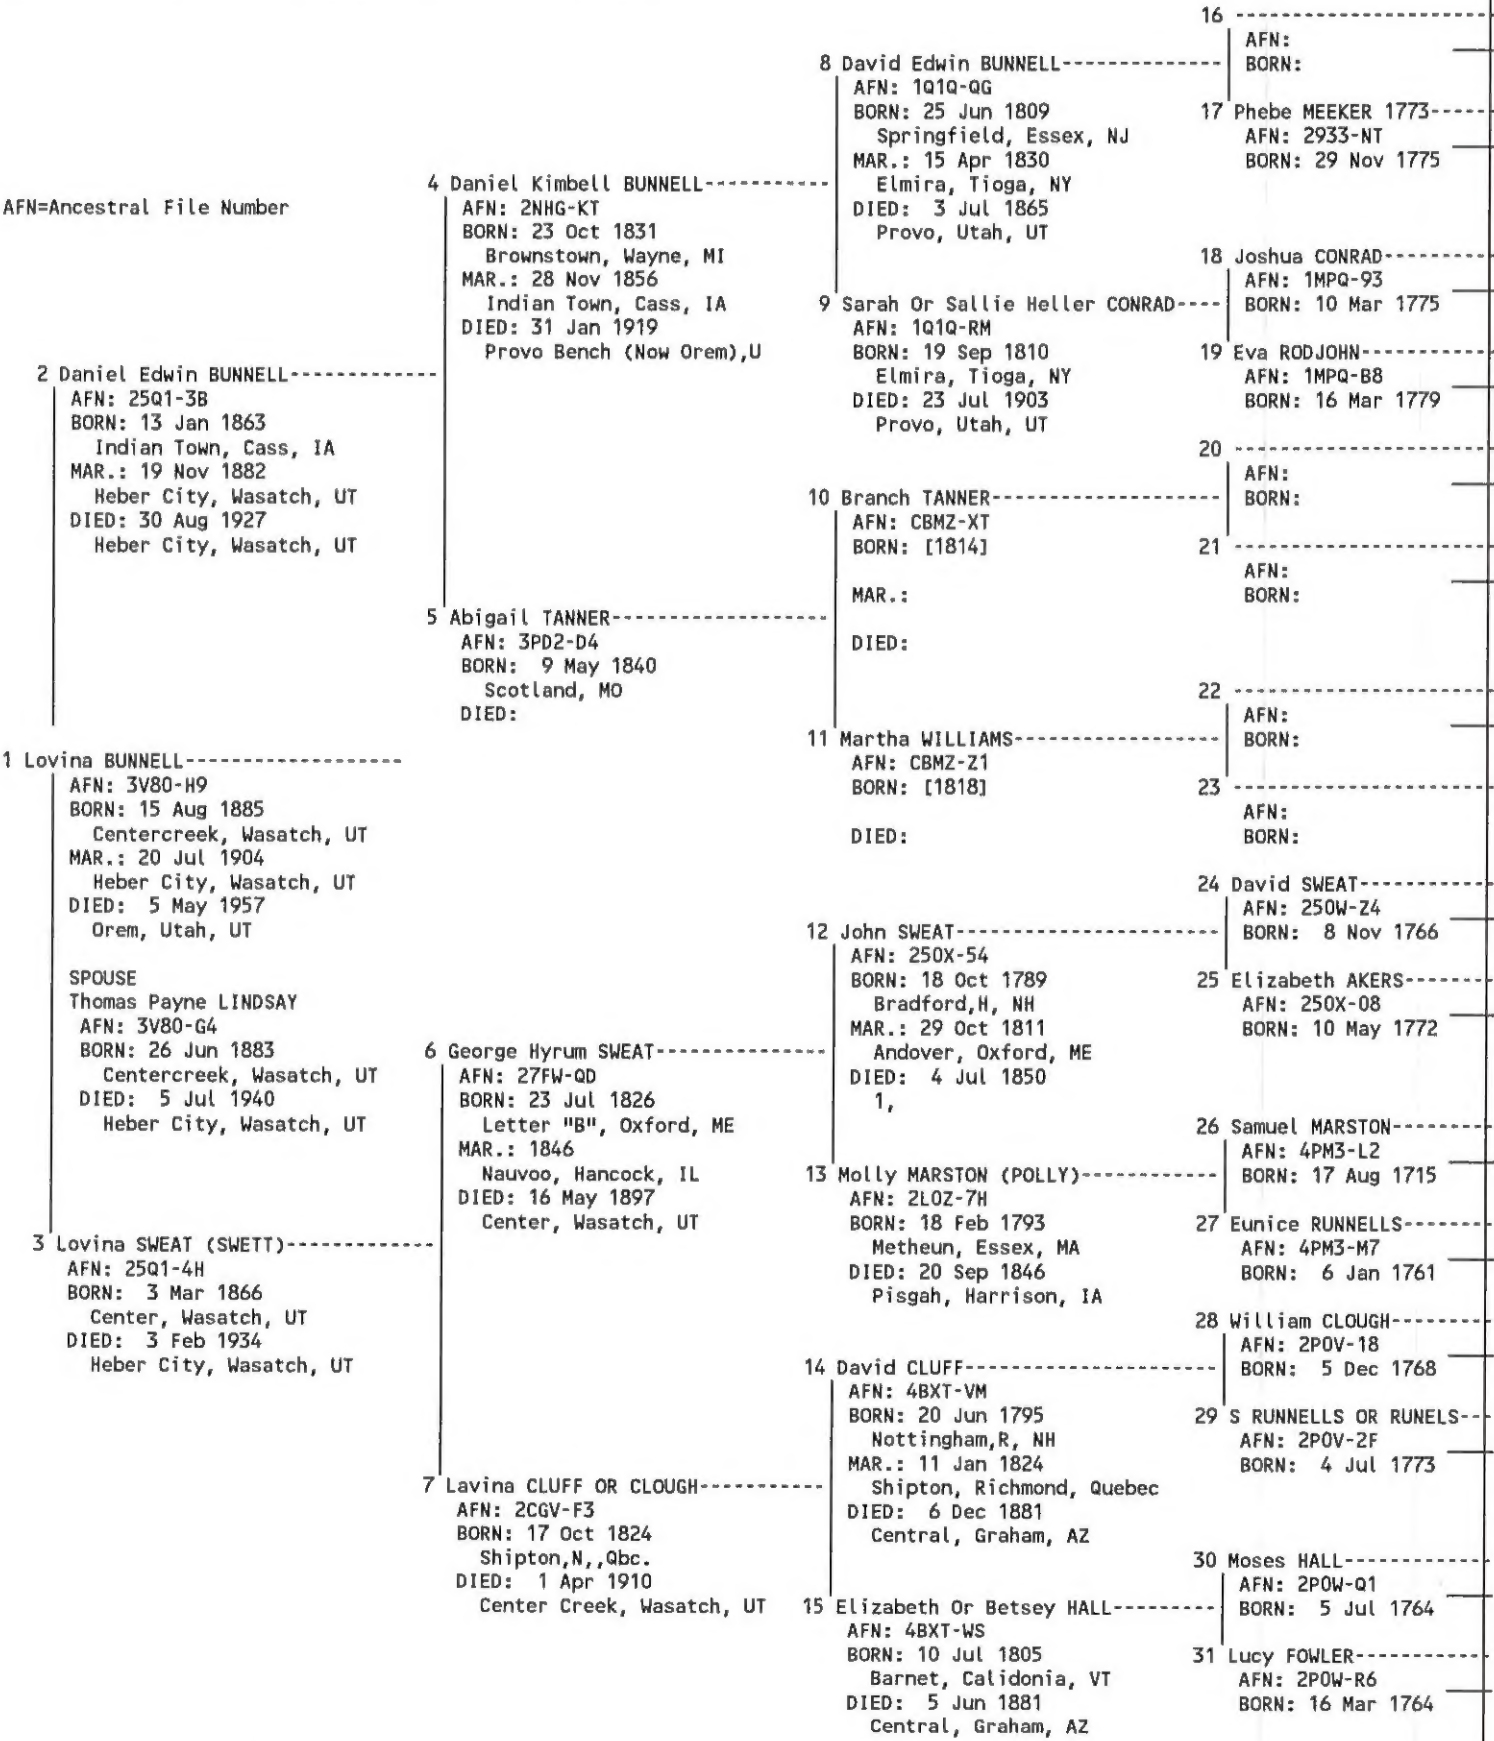 AFN=Ancestral File Number
1 Lovina BUNNELL
AFN: 3V80-H9
BORN: 15 Aug 1885
Centercreek, Wasatch, UT
MAR.: 20 Jul 1904
Heber City, Wasatch, UT
DIED: 5 May 1957
Orem, Utah, UT
SPOUSE
Thomas Payne LINDSAY
AFN: 3V80-G4
BORN: 26 Jun 1883
Centercreek, Wasatch, UT
DIED: 5 Jul 1940
Heber City, Wasatch, UT
2 Daniel Edwin BUNNELL
AFN: 25Q1-3B
BORN: 13 Jan 1863
Indian Town, Cass, IA
MAR.: 19 Nov 1882
Heber City, Wasatch, UT
DIED: 30 Aug 1927
Heber City, Wasatch, UT
3 Lovina SWEAT (SWETT)
AFN: 25Q1-4H
BORN: 3 Mar 1866
Center, Wasatch, UT
DIED: 3 Feb 1934
Heber City, Wasatch, UT
4 Daniel Kimbell BUNNELL
AFN: 2NHG-KT
BORN: 23 Oct 1831
Brownstown, Wayne, MI
MAR.: 28 Nov 1856
Indian Town, Cass, IA
DIED: 31 Jan 1919
Provo Bench (Now Orem),U
5 Abigail TANNER
AFN: 3PD2-D4
BORN: 9 May 1840
Scotland, MO
DIED:
6 George Hyrum SWEAT
AFN: 27FW-QD
BORN: 23 Jul 1826
Letter "B", Oxford, ME
MAR.: 1846
Nauvoo, Hancock, IL
DIED: 16 May 1897
Center, Wasatch, UT
7 Lavina CLUFF OR CLOUGH
AFN: 2CGV-F3
BORN: 17 Oct 1824
Shipton,N,,Qbc.
DIED: 1 Apr 1910
Center Creek, Wasatch, UT
8 David Edwin BUNNELL
AFN: 1Q1Q-QG
BORN: 25 Jun 1809
Springfield, Essex, NJ
MAR.: 15 Apr 1830
Elmira, Tioga, NY
DIED: 3 Jul 1865
Provo, Utah, UT
9 Sarah Or Sallie Heller CONRAD
AFN: 1Q1Q-RM
BORN: 19 Sep 1810
Elmira, Tioga, NY
DIED: 23 Jul 1903
Provo, Utah, UT
10 Branch TANNER
AFN: CBMZ-XT
BORN: [1814]
MAR.:
DIED:
11 Martha WILLIAMS
AFN: CBMZ-Z1
BORN: [1818]
DIED:
12 John SWEAT
AFN: 250X-54
BORN: 18 Oct 1789
Bradford,H, NH
MAR.: 29 Oct 1811
Andover, Oxford, ME
DIED: 4 Jul 1850
1,
13 Molly MARSTON (POLLY)
AFN: 2L0Z-7H
BORN: 18 Feb 1793
Metheun, Essex, MA
DIED: 20 Sep 1846
Pisgah, Harrison, IA
14 David CLUFF
AFN: 4BXT-VM
BORN: 20 Jun 1795
Nottingham,R, NH
MAR.: 11 Jan 1824
Shipton, Richmond, Quebec
DIED: 6 Dec 1881
Central, Graham, AZ
15 Elizabeth Or Betsey HALL
AFN: 4BXT-WS
BORN: 10 Jul 1805
Barnet, Calidonia, VT
DIED: 5 Jun 1881
Central, Graham, AZ
16
AFN:
BORN:
17 Phebe MEEKER 1773
AFN: 2933-NT
BORN: 29 Nov 1775
18 Joshua CONRAD
AFN: 1MPQ-93
BORN: 10 Mar 1775
19 Eva RODJOHN
AFN: 1MPQ-B8
BORN: 16 Mar 1779
20
AFN:
BORN:
21
AFN:
BORN:
22
AFN:
BORN:
23
AFN:
BORN:
24 David SWEAT
AFN: 250W-Z4
BORN: 8 Nov 1766
25 Elizabeth AKERS
AFN: 250X-08
BORN: 10 May 1772
26 Samuel MARSTON
AFN: 4PM3-L2
BORN: 17 Aug 1715
27 Eunice RUNNELLS
AFN: 4PM3-M7
BORN: 6 Jan 1761
28 William CLOUGH
AFN: 2P0V-18
BORN: 5 Dec 1768
29 S RUNNELLS OR RUNELS
AFN: 2P0V-2F
BORN: 4 Jul 1773
30 Moses HALL
AFN: 2P0W-Q1
BORN: 5 Jul 1764
31 Lucy FOWLER
AFN: 2P0W-R6
BORN: 16 Mar 1764